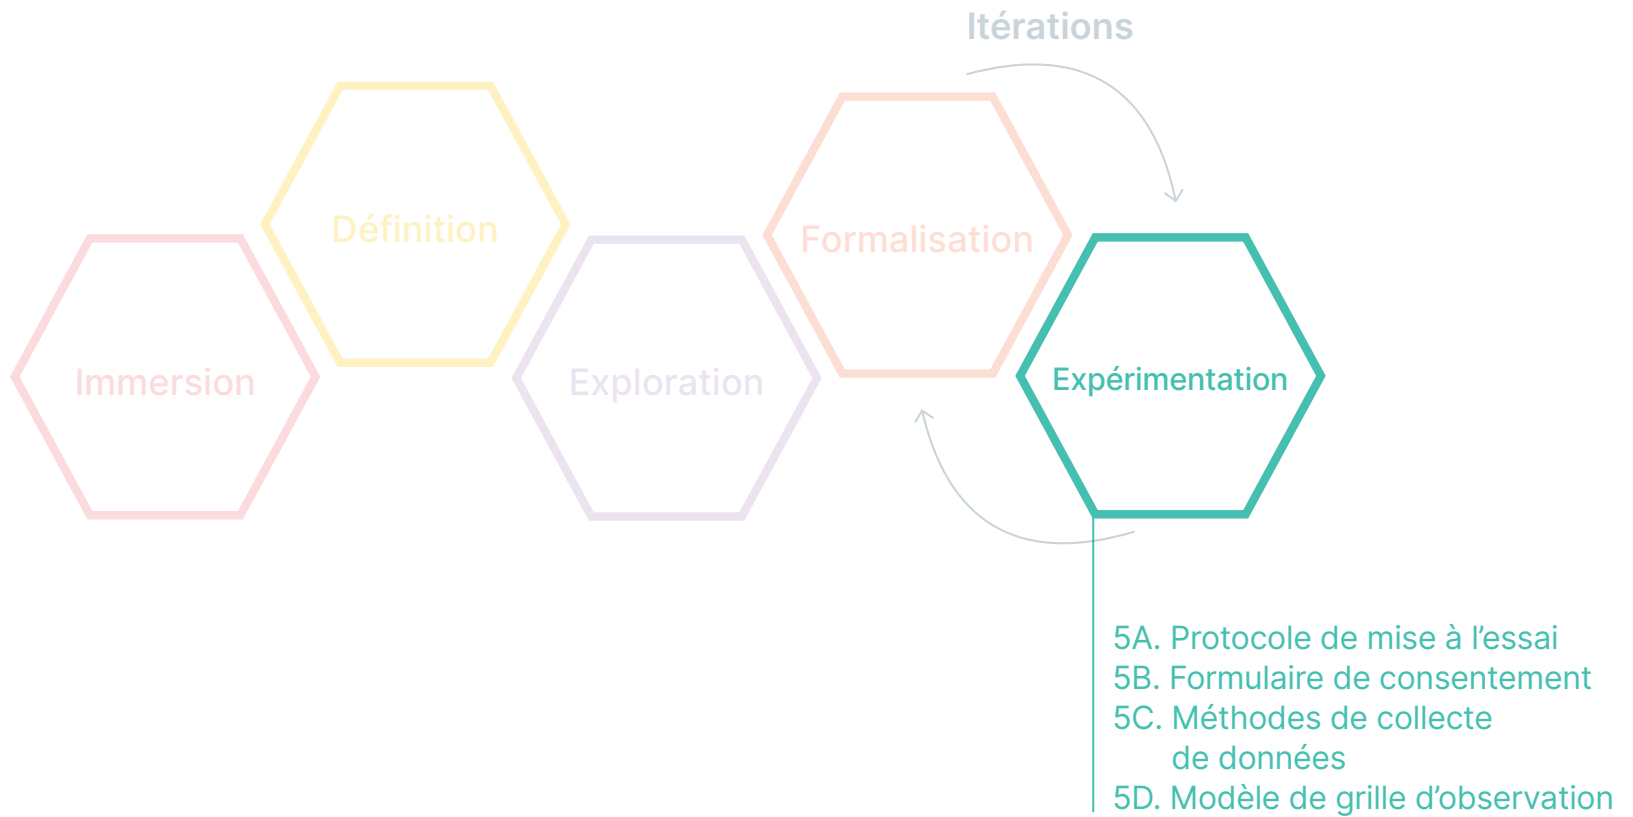 Itérations
Définition
Formalisation
Immersion
Exploration
Expérimentation
5A. Protocole de mise à l’essai
5B. Formulaire de consentement
5C. Méthodes de collecte
de données
5D. Modèle de grille d’observation